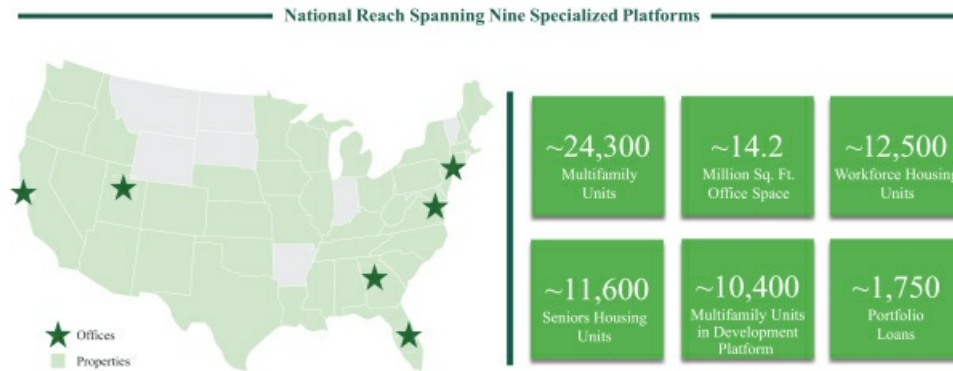 National Reach Spanning Nine Specialized Platforms
~24,300
Multifamily
Units
~14.2
Million Sq. Ft.
Office Space
~12,500
Workforce Housing
Units
~11,600
Seniors Housing
Units
~10,400
Multifamily Units
in Development
Platform
~1,750
Portfolio
Loans
Offices
Properties